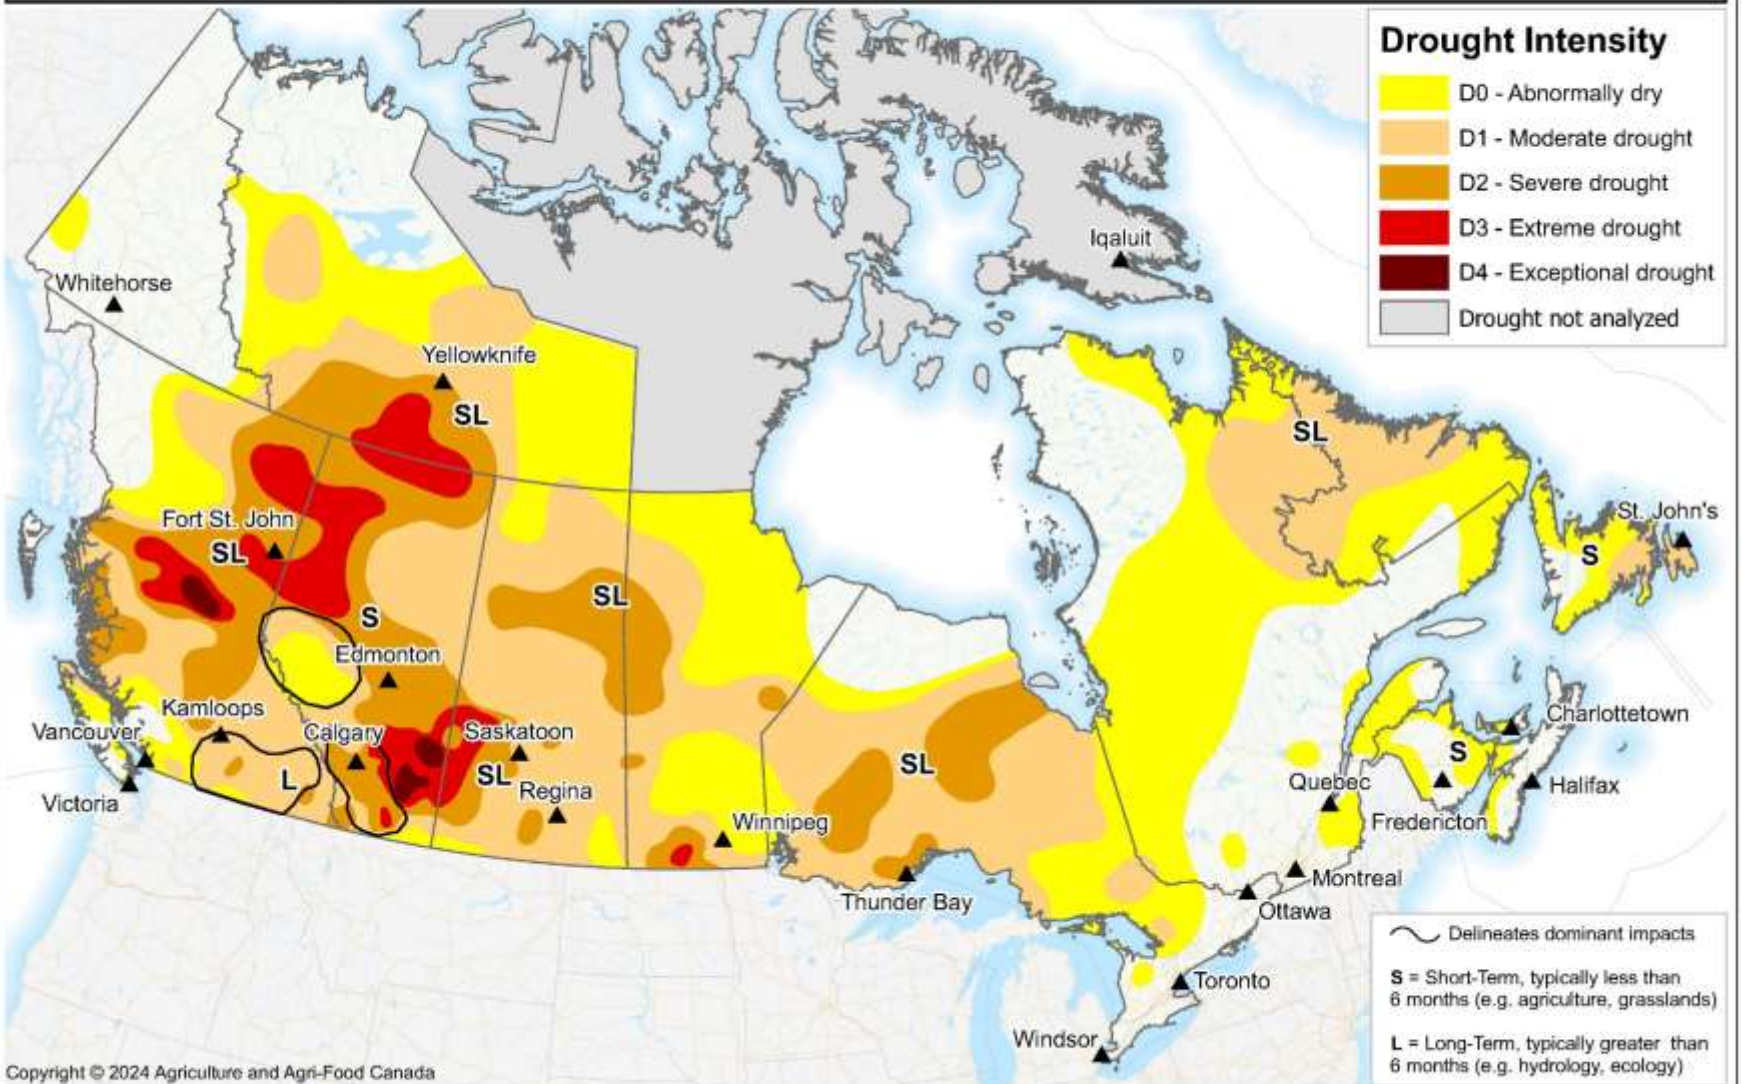 Drought Intensity
D0 - Abnormally dry
D1 - Moderate drought
D2 - Severe drought
D3 - Extreme drought
D4 - Exceptional drought
Drought not analyzed
Iqaluit
Whitehorse
Yellowknife
SL
SL
Fort St. John
SL
St. John's
S
SL
S
Edmonton
Kamloops
Charlottetown
Vancouver
Calgary
Saskatoon
S
SL
L
SL
Regina
Quebec
Halifax
Victoria
Winnipeg
Fredericton
Montreal
Thunder Bay
Ottawa
Delineates dominant impacts
S = Short-Term, typically less than
6 months (e.g. agriculture, grasslands)
Toronto
Windsor
L = Long-Term, typically greater than
6 months (e.g. hydrology, ecology)
Copyright © 2024 Agriculture and Agri-Food Canada